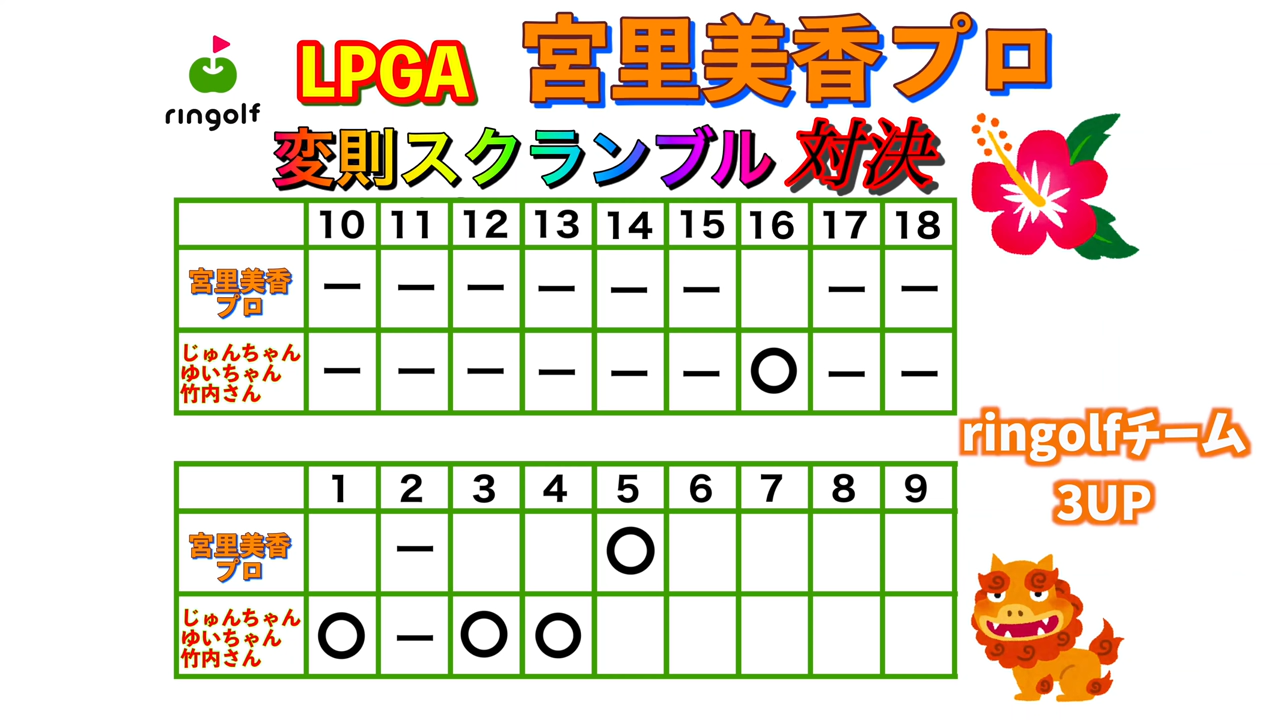 ringolf
LPGA
宮里美香プロ
変則スクランブル 対決
10 11 12 13 14 15 16 17 18
宮里美香
プロ
ー ー ー ー ー ー ー ー
じゅんちゃん
ゆいちゃん
竹内さん
ー ー ー ー ー ー 〇 ー ー
ringolfチーム
3UP
1 2 3 4 5 6 7 8 9
宮里美香
プロ
ー 〇
じゅんちゃん
ゆいちゃん
竹内さん
〇 ー 〇 〇